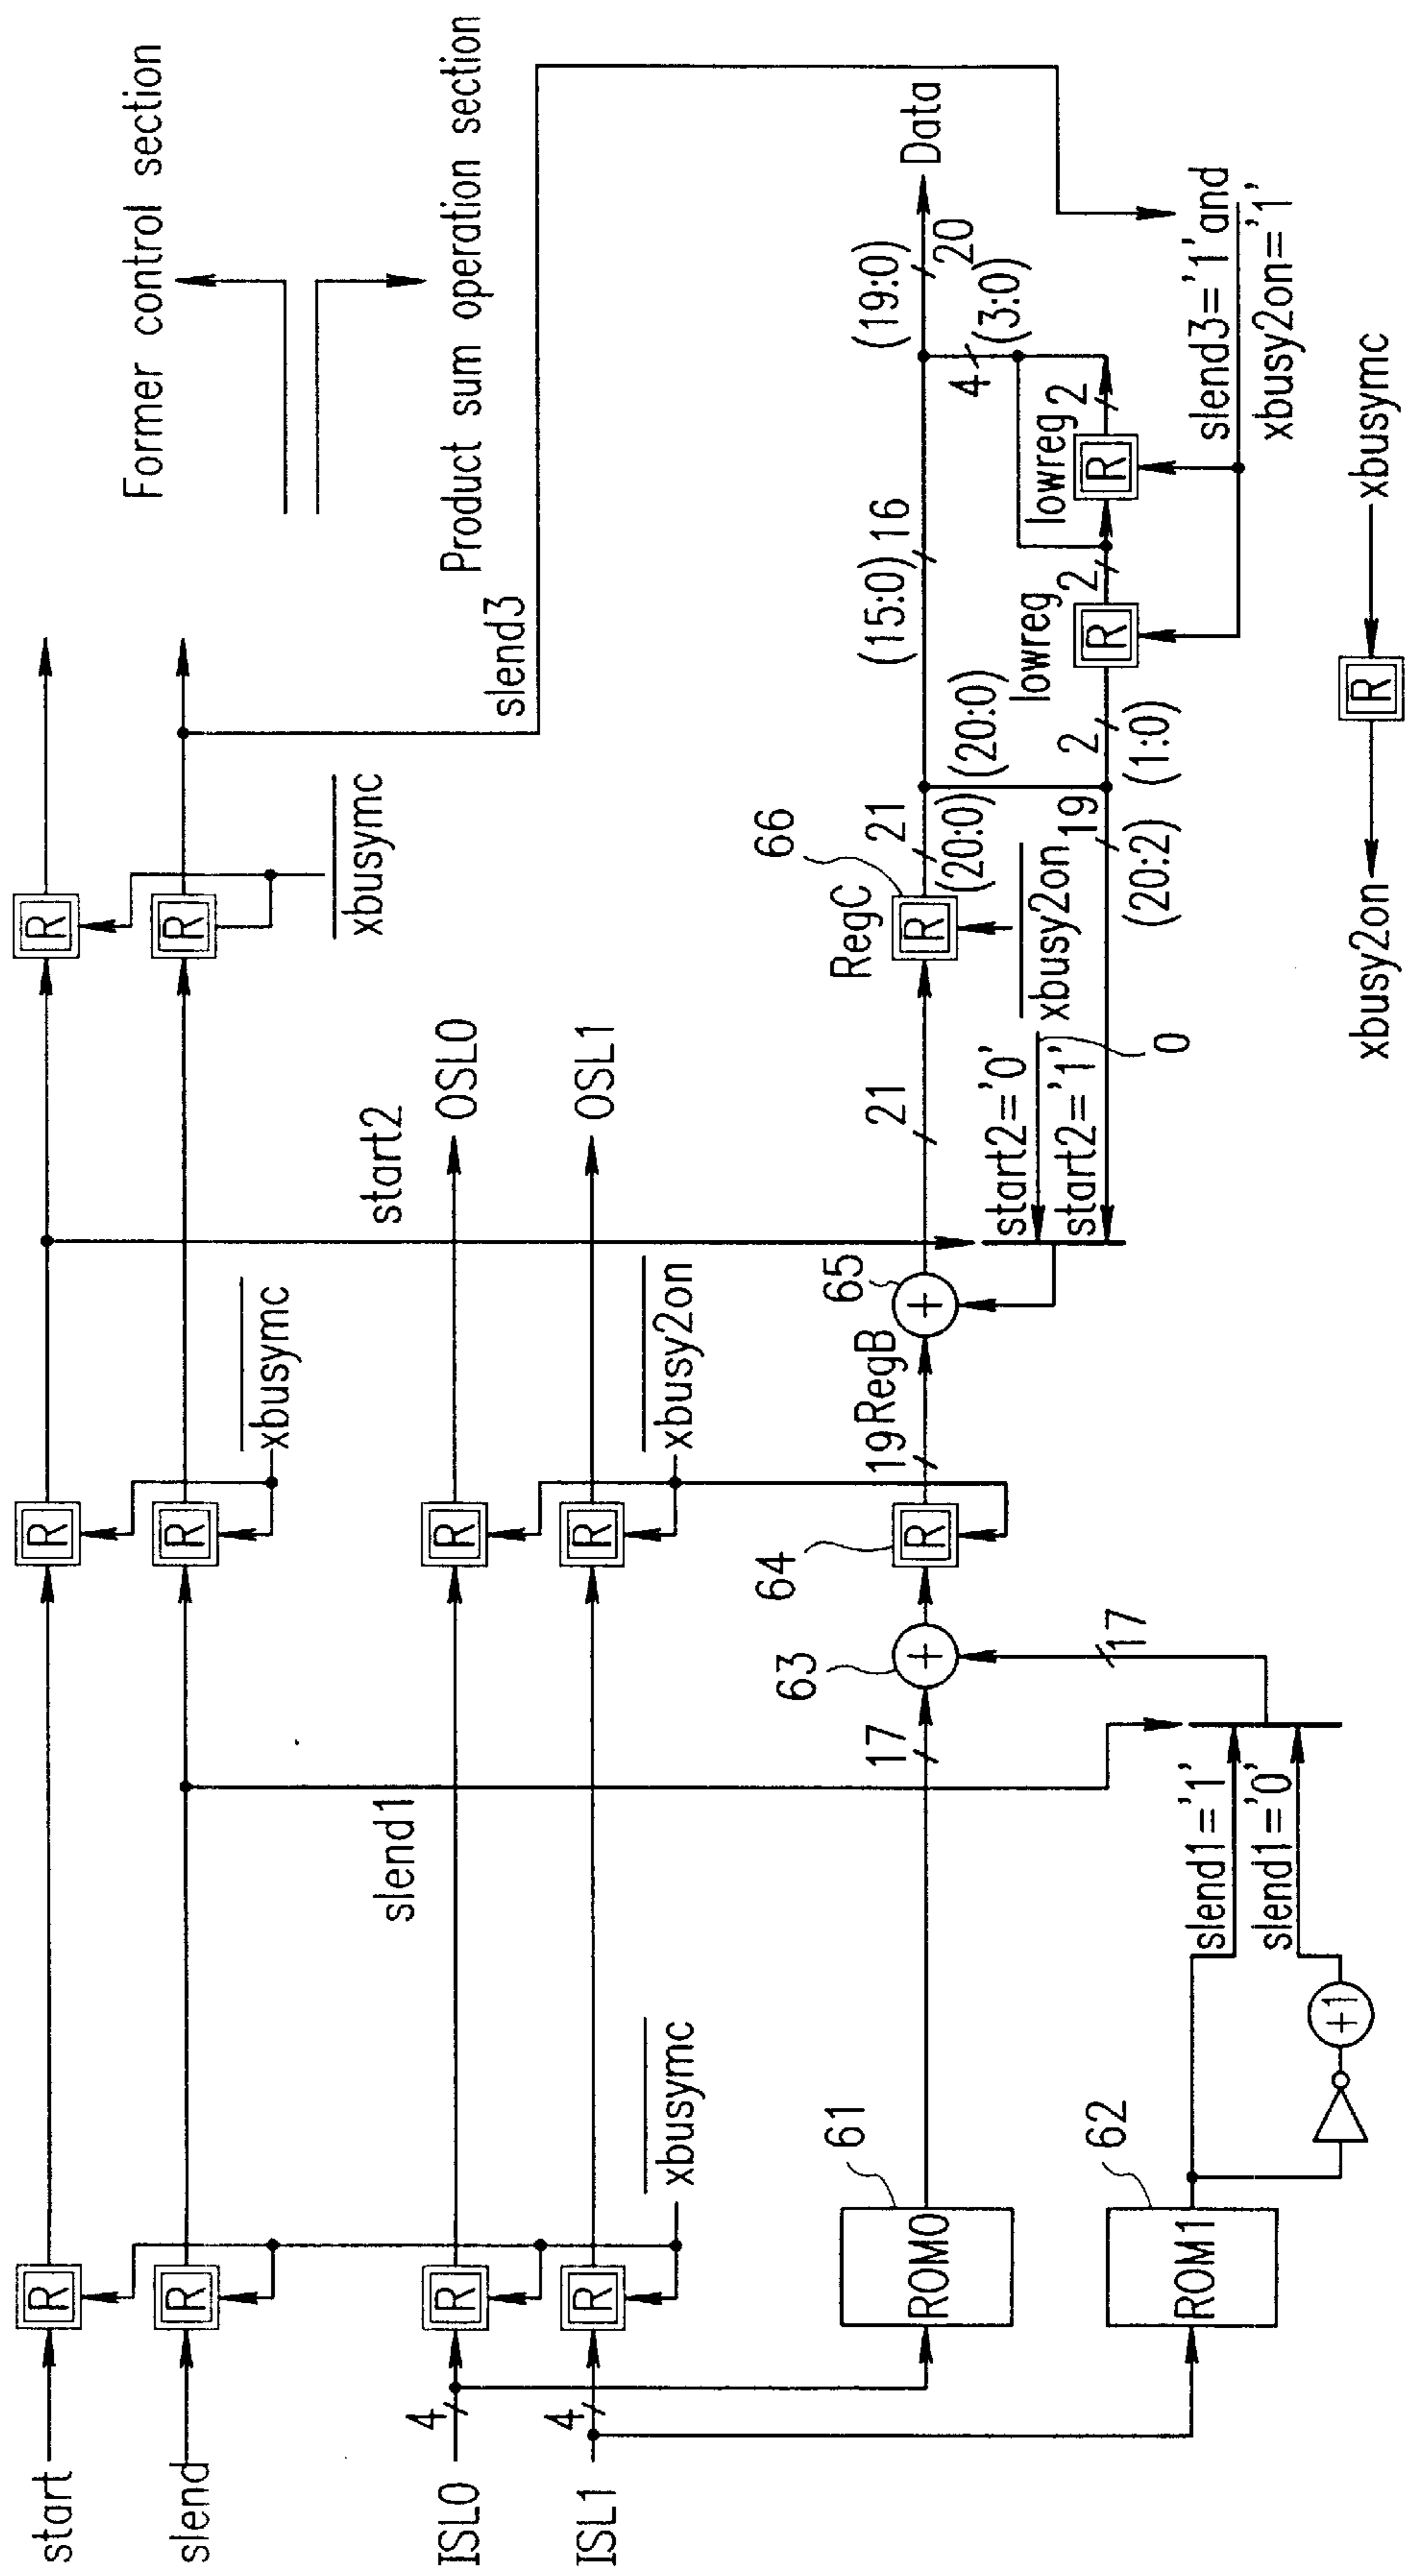 start
slend
ISL0
ISL1
4
4
R
R
R
R
xbusymc
ROM0
61
ROM1
62
+1
slend1
slend1='1'
slend1='0'
17
17
63
+
64
R
R
R
R
R
xbusymc
xbusy2on
19
RegB
65
+
start2
OSL0
OSL1
start2='0'
start2='1'
0
21
R
R
xbusymc
RegC
66
R
xbusy2on
21
(20:0)
(20:0)
19
(20:2)
2
(1:0)
slend3
Former control section
Product sum operation section
lowreg
R
2
lowreg
R
2
(15:0)
16
4
(3:0)
(19:0)
20
Data
slend3='1' and
xbusy2on='1'
xbusy2on
R
xbusymc